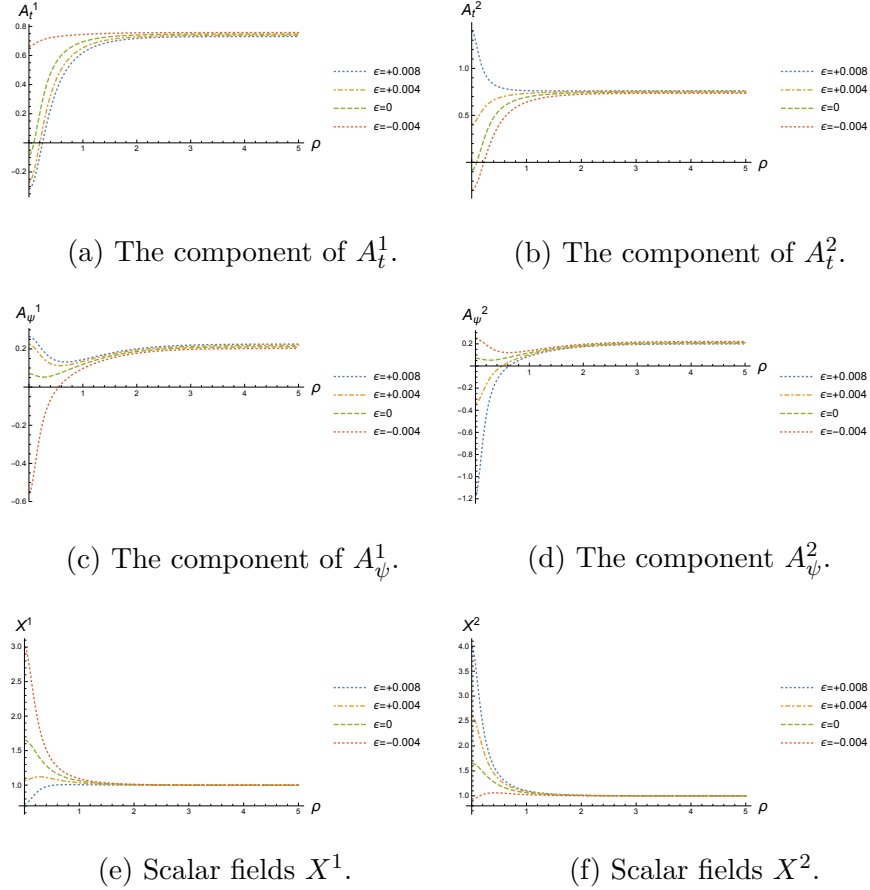 A_t^1
0.8
0.6
0.4
0.2
−0.2
1 2 3 4 5
ρ
ϵ=+0.008
ϵ=+0.004
ϵ=0
ϵ=−0.004
(a) The component of A_t^1.
A_t^2
1.0
0.5
1 2 3 4 5
ρ
ϵ=+0.008
ϵ=+0.004
ϵ=0
ϵ=−0.004
(b) The component of A_t^2.
A_ψ^1
0.2
−0.2
−0.4
−0.6
1 2 3 4 5
ρ
ϵ=+0.008
ϵ=+0.004
ϵ=0
ϵ=−0.004
(c) The component of A_ψ^1.
A_ψ^2
0.2
−0.2
−0.4
−0.6
−0.8
−1.0
−1.2
1 2 3 4 5
ρ
ϵ=+0.008
ϵ=+0.004
ϵ=0
ϵ=−0.004
(d) The component A_ψ^2.
X^1
3.0
2.5
2.0
1.5
1.0
1 2 3 4 5
ρ
ϵ=+0.008
ϵ=+0.004
ϵ=0
ϵ=−0.004
(e) Scalar fields X^1.
X^2
4.0
3.5
3.0
2.5
2.0
1.5
1.0
1 2 3 4 5
ρ
ϵ=+0.008
ϵ=+0.004
ϵ=0
ϵ=−0.004
(f) Scalar fields X^2.